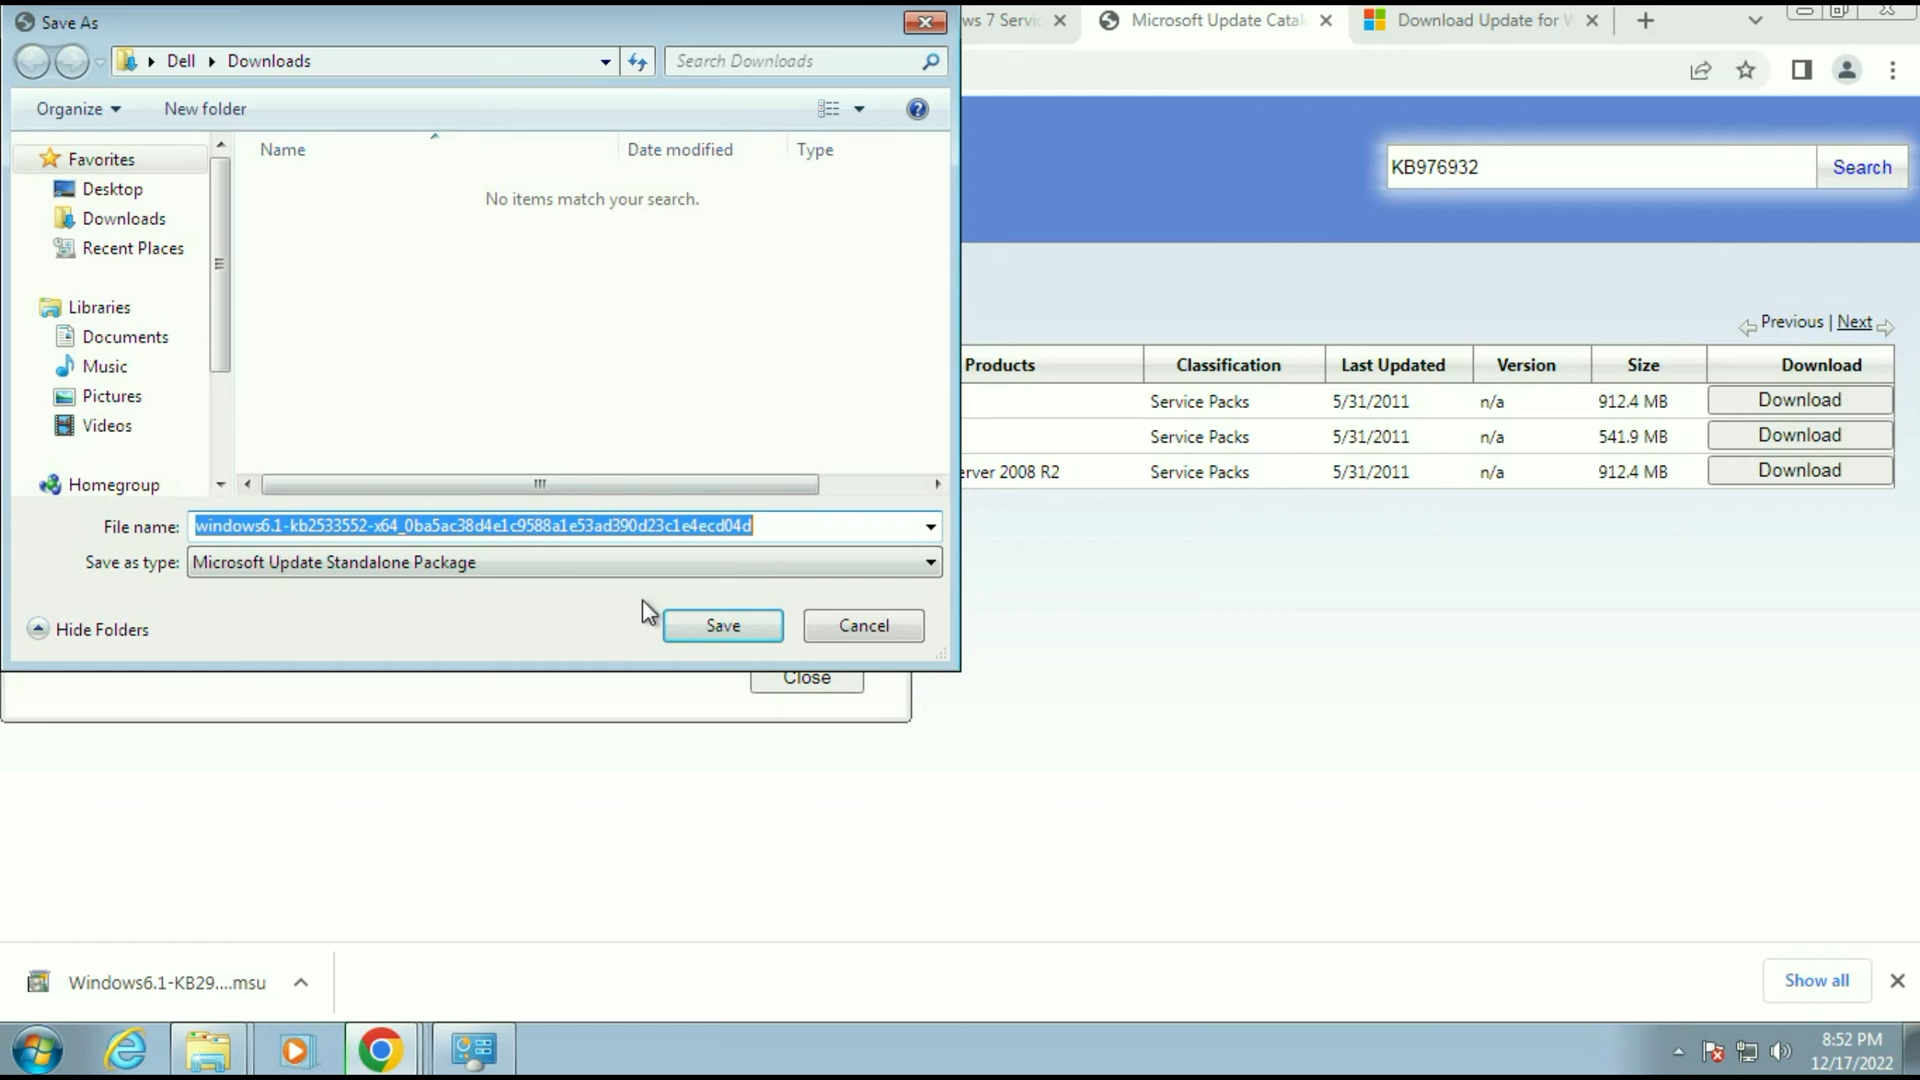 Save As
ws 7 Servic
Microsoft Update Catal
Download Update for W
Dell
Downloads
Search Downloads
Organize
New folder
Favorites
Desktop
Downloads
Recent Places
Libraries
Documents
Music
Pictures
Videos
Homegroup
Name
Date modified
Type
No items match your search.
File name: windows6.1-kb2533552-x64_0ba5ac38d4e1c9588a1e53ad390d23c1e4ecd04d
Save as type: Microsoft Update Standalone Package
Hide Folders
Save
Cancel
Close
KB976932
Search
Previous | Next
Products Classification Last Updated Version Size Download
Service Packs 5/31/2011 n/a 912.4 MB Download
Service Packs 5/31/2011 n/a 541.9 MB Download
erver 2008 R2 Service Packs 5/31/2011 n/a 912.4 MB Download
Windows6.1-KB29....msu
Show all
8:52 PM
12/17/2022